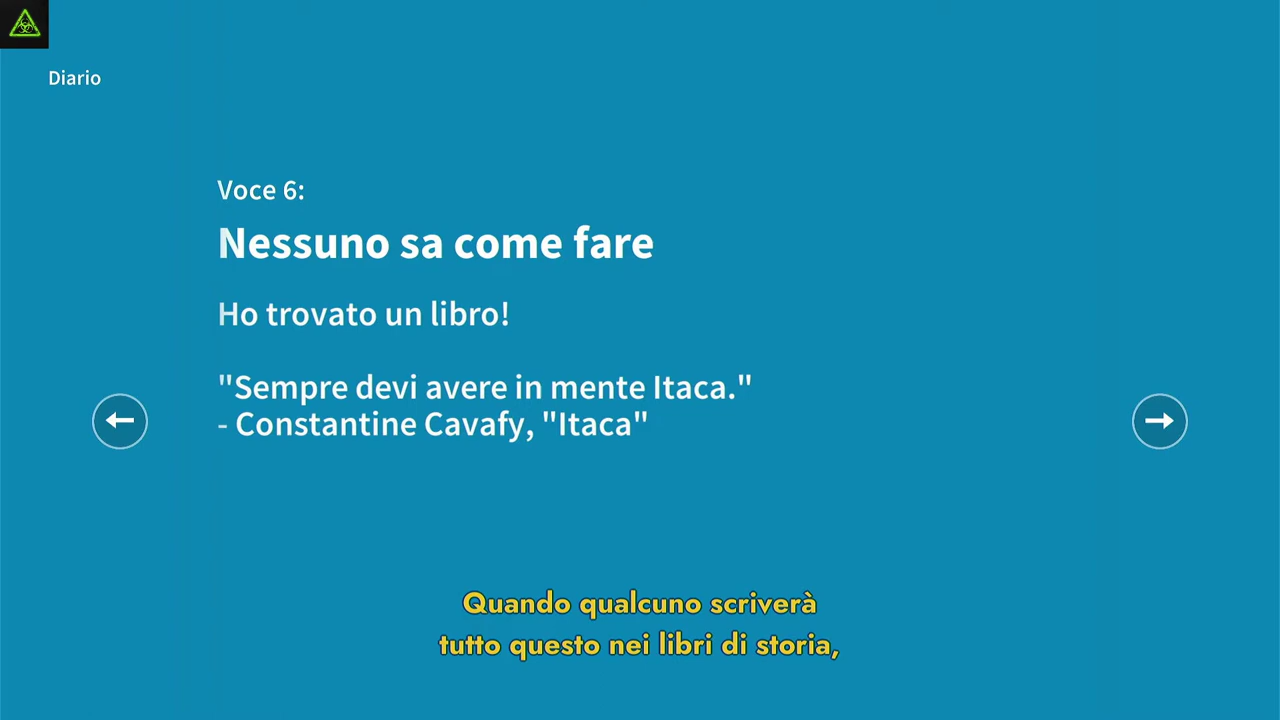 Diario
Voce 6:
Nessuno sa come fare
Ho trovato un libro!
"Sempre devi avere in mente Itaca."
- Constantine Cavafy, "Itaca"
Quando qualcuno scriverà
tutto questo nei libri di storia,